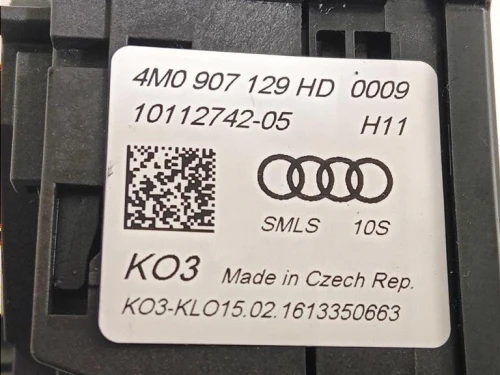 4M0 907 129 HD 0009
10112742-05 H11
SMLS 10S
KO3 Made in Czech Rep.
KO3-KLO15.02.1613350663